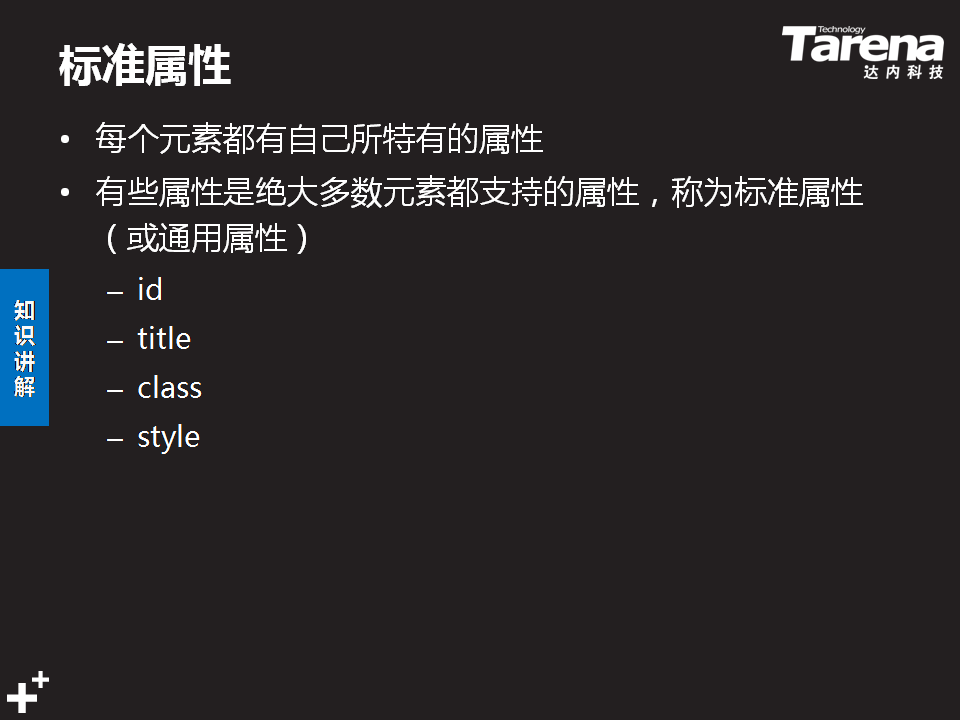 标准属性
Technology
Tarena
达内科技
• 每个元素都有自己所特有的属性
• 有些属性是绝大多数元素都支持的属性，称为标准属性
（或通用属性）
– id
– title
– class
– style
知识讲解